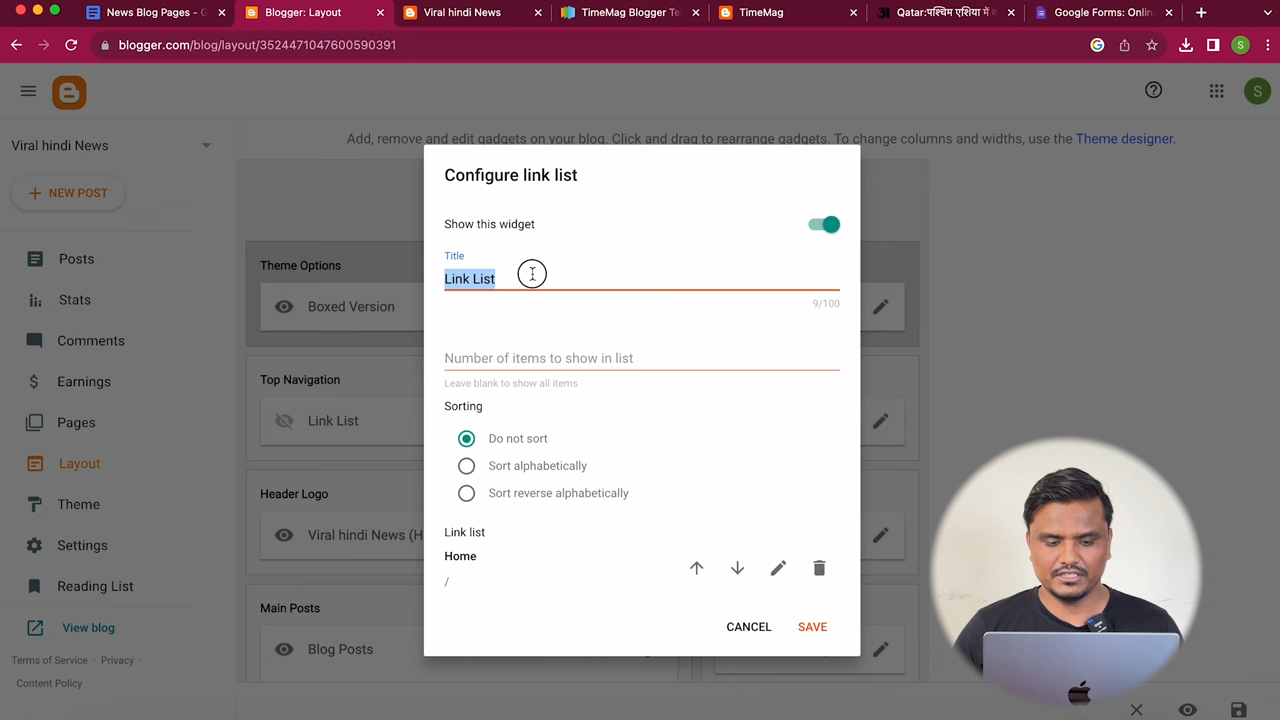 News Blog Pages - G
Blogger: Layout
Viral hindi News
TimeMag Blogger Te
TimeMag
Qatar:पश्चिम एशिया में क
Google Forms: Onlin
blogger.com/blog/layout/3524471047600590391
S
S
Viral hindi News
Add, remove and edit gadgets on your blog. Click and drag to rearrange gadgets. To change columns and widths, use the Theme designer.
NEW POST
Posts
Stats
Comments
Earnings
Pages
Layout
Theme
Settings
Reading List
View blog
Terms of Service · Privacy ·
Content Policy
Theme Options
Boxed Version
Top Navigation
Link List
Header Logo
Viral hindi News (H
Main Posts
Blog Posts
Configure link list
Show this widget
Title
Link List
9/100
Number of items to show in list
Leave blank to show all items
Sorting
Do not sort
Sort alphabetically
Sort reverse alphabetically
Link list
Home
/
CANCEL
SAVE